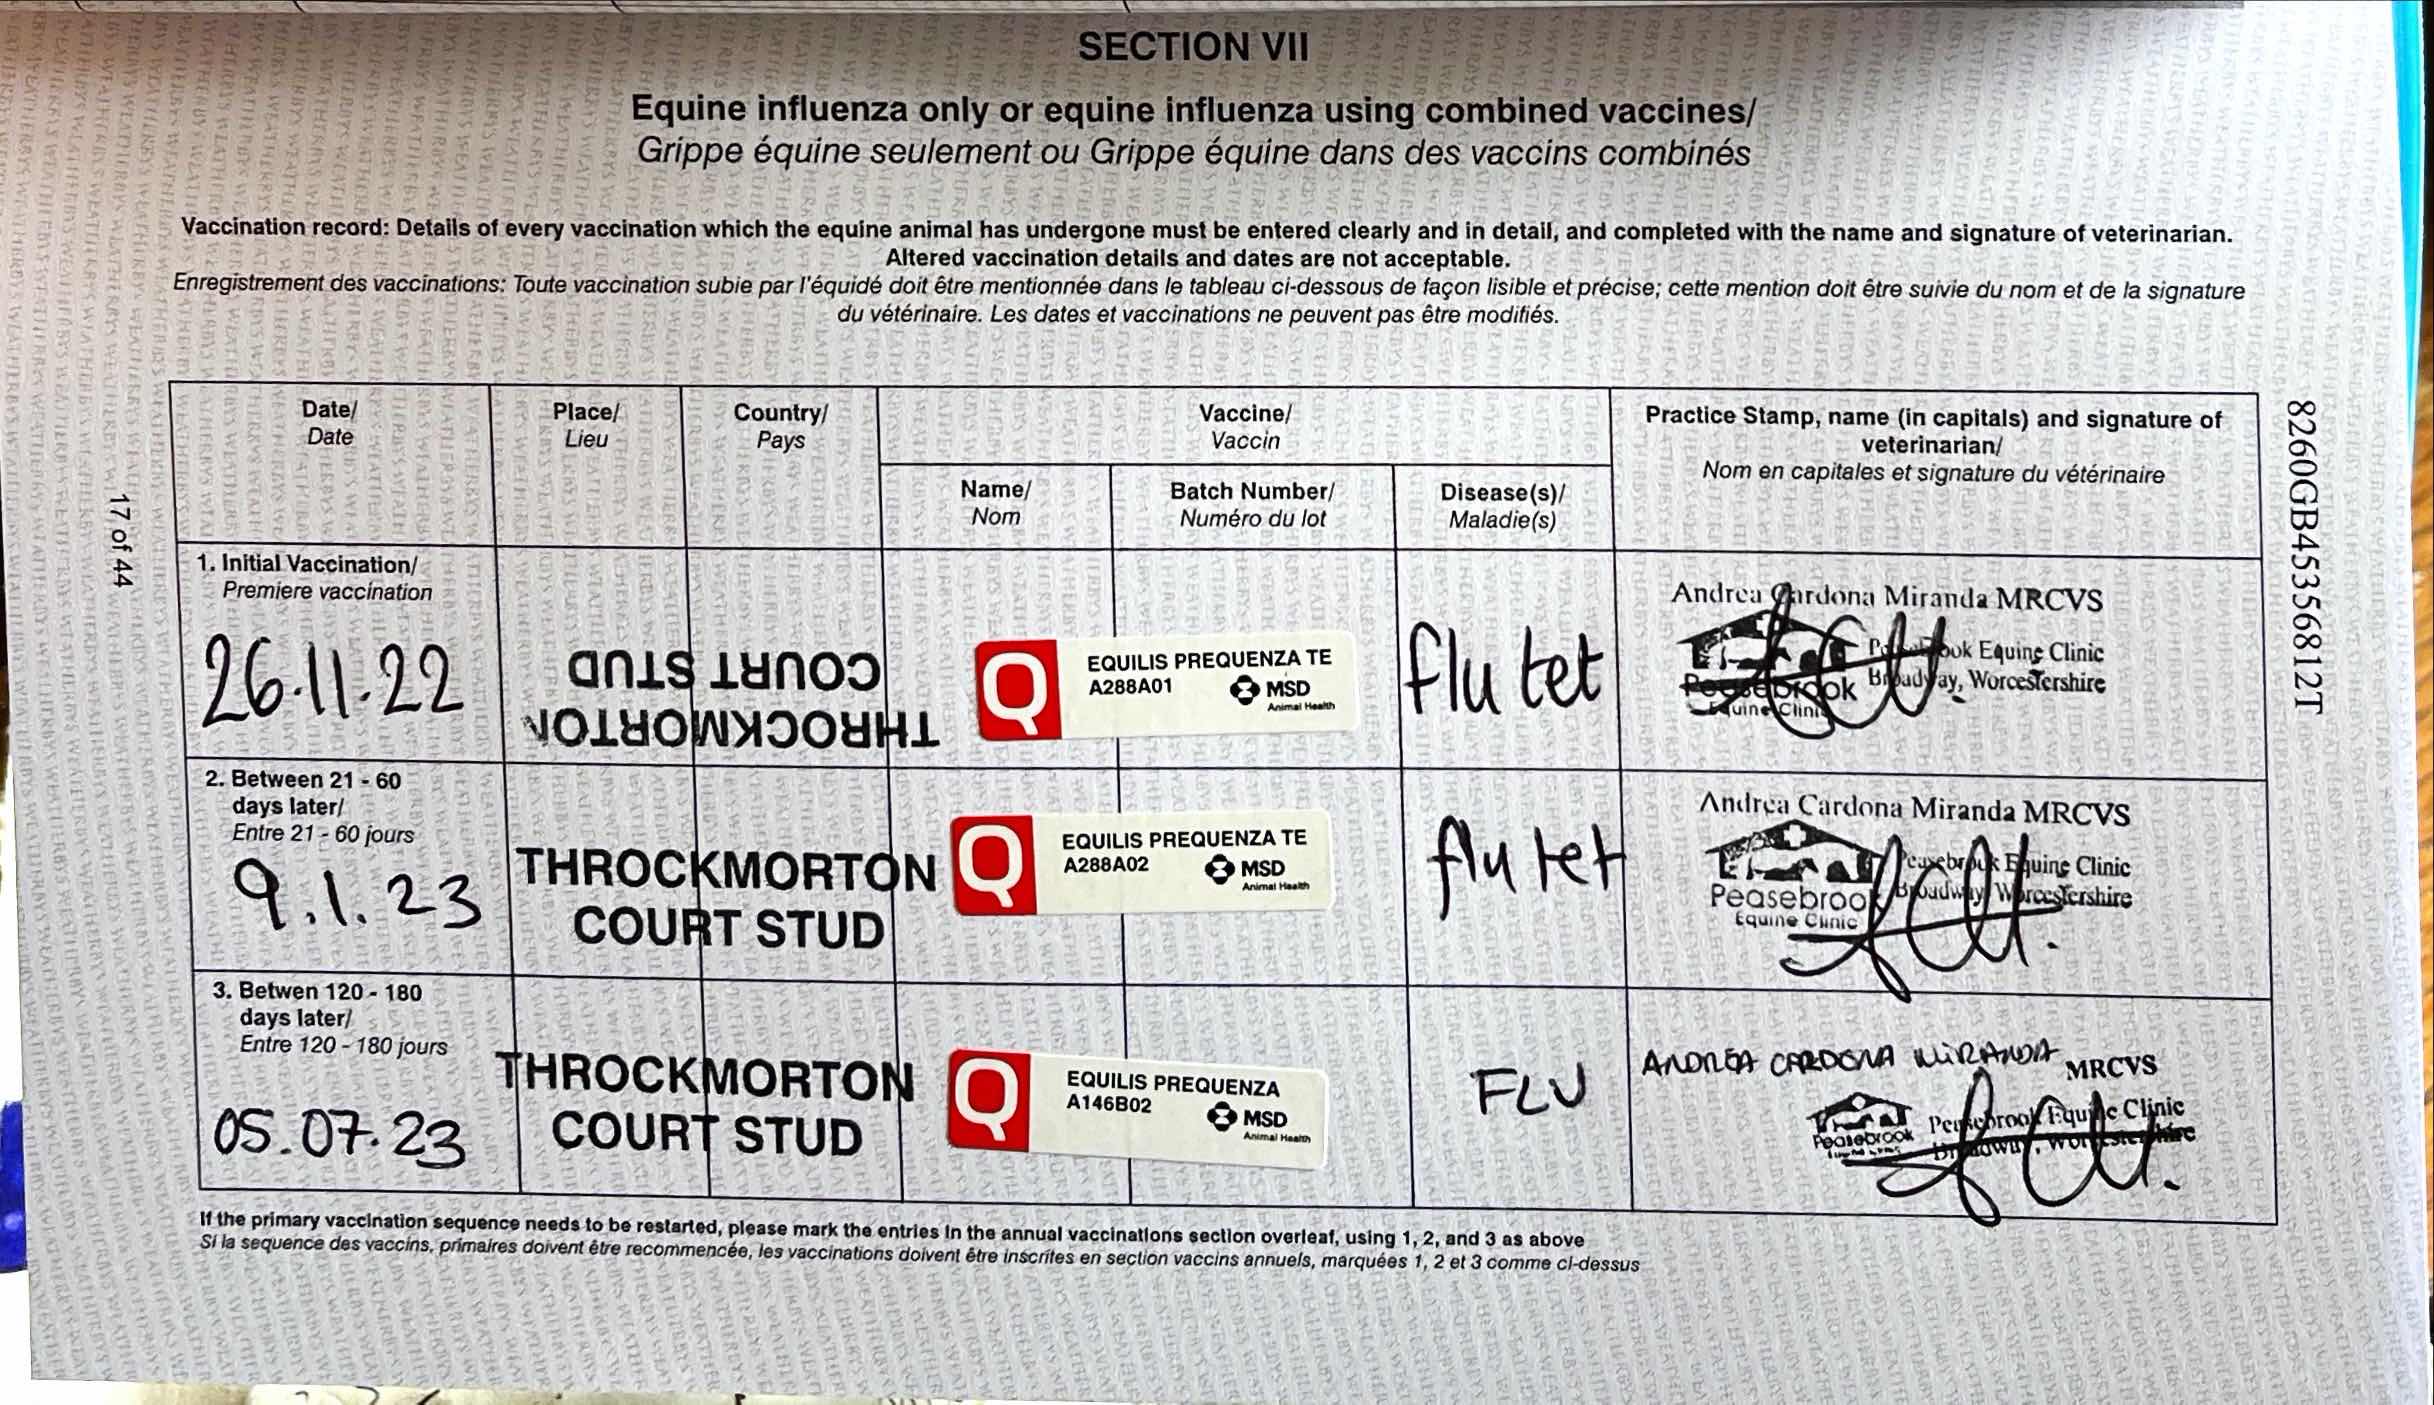 SECTION VII
Equine influenza only or equine influenza using combined vaccines/
Grippe équine seulement ou Grippe équine dans des vaccins combinés
Vaccination record: Details of every vaccination which the equine animal has undergone must be entered clearly and in detail, and completed with the name and signature of veterinarian.
Altered vaccination details and dates are not acceptable.
Enregistrement des vaccinations: Toute vaccination subie par l'équidé doit être mentionnée dans le tableau ci-dessous de façon lisible et précise; cette mention doit être suivie du nom et de la signature
du vétérinaire. Les dates et vaccinations ne peuvent pas être modifiés.
Date/
Date
Place/
Lieu
Country/
Pays
Vaccine/
Vaccin
Name/
Nom
Batch Number/
Numéro du lot
Disease(s)/
Maladie(s)
Practice Stamp, name (in capitals) and signature of
veterinarian/
Nom en capitales et signature du vétérinaire
1. Initial Vaccination/
Premiere vaccination
26.11.22
THROCKMORTON
COURT STUD
Q
EQUILIS PREQUENZA TE
A288A01
MSD
Animal Health
flu tet
Andrea Cardona Miranda MRCVS
Peasebrook Equine Clinic
Broadway, Worcestershire
Peasebrook
Equine Clinic
2. Between 21 - 60
days later/
Entre 21 - 60 jours
9.1.23
THROCKMORTON
COURT STUD
Q
EQUILIS PREQUENZA TE
A288A02
MSD
Animal Health
flu tet
Andrea Cardona Miranda MRCVS
Peasebrook Equine Clinic
Broadway, Worcestershire
Peasebrook
Equine Clinic
3. Betwen 120 - 180
days later/
Entre 120 - 180 jours
05.07.23
THROCKMORTON
COURT STUD
Q
EQUILIS PREQUENZA
A146B02
MSD
Animal Health
FLU
ANDREA CARDONA MIRANDA MRCVS
Peasebrook Equine Clinic
Broadway, Worcestershire
Peasebrook
If the primary vaccination sequence needs to be restarted, please mark the entries in the annual vaccinations section overleaf, using 1, 2, and 3 as above
Si la sequence des vaccins, primaires doivent être recommencée, les vaccinations doivent être inscrites en section vaccins annuels, marquées 1, 2 et 3 comme ci-dessus
17 of 44
8260GB45356812T